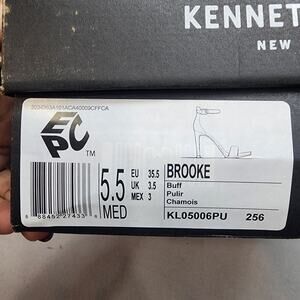 KENNET
NEW
3034D63A101ACA40009CFFCA
EPC
TM
5.5
MED
EU 35.5
UK 3.5
MEX 3
BROOKE
Buff
Pulir
Chamois
KL05006PU 256